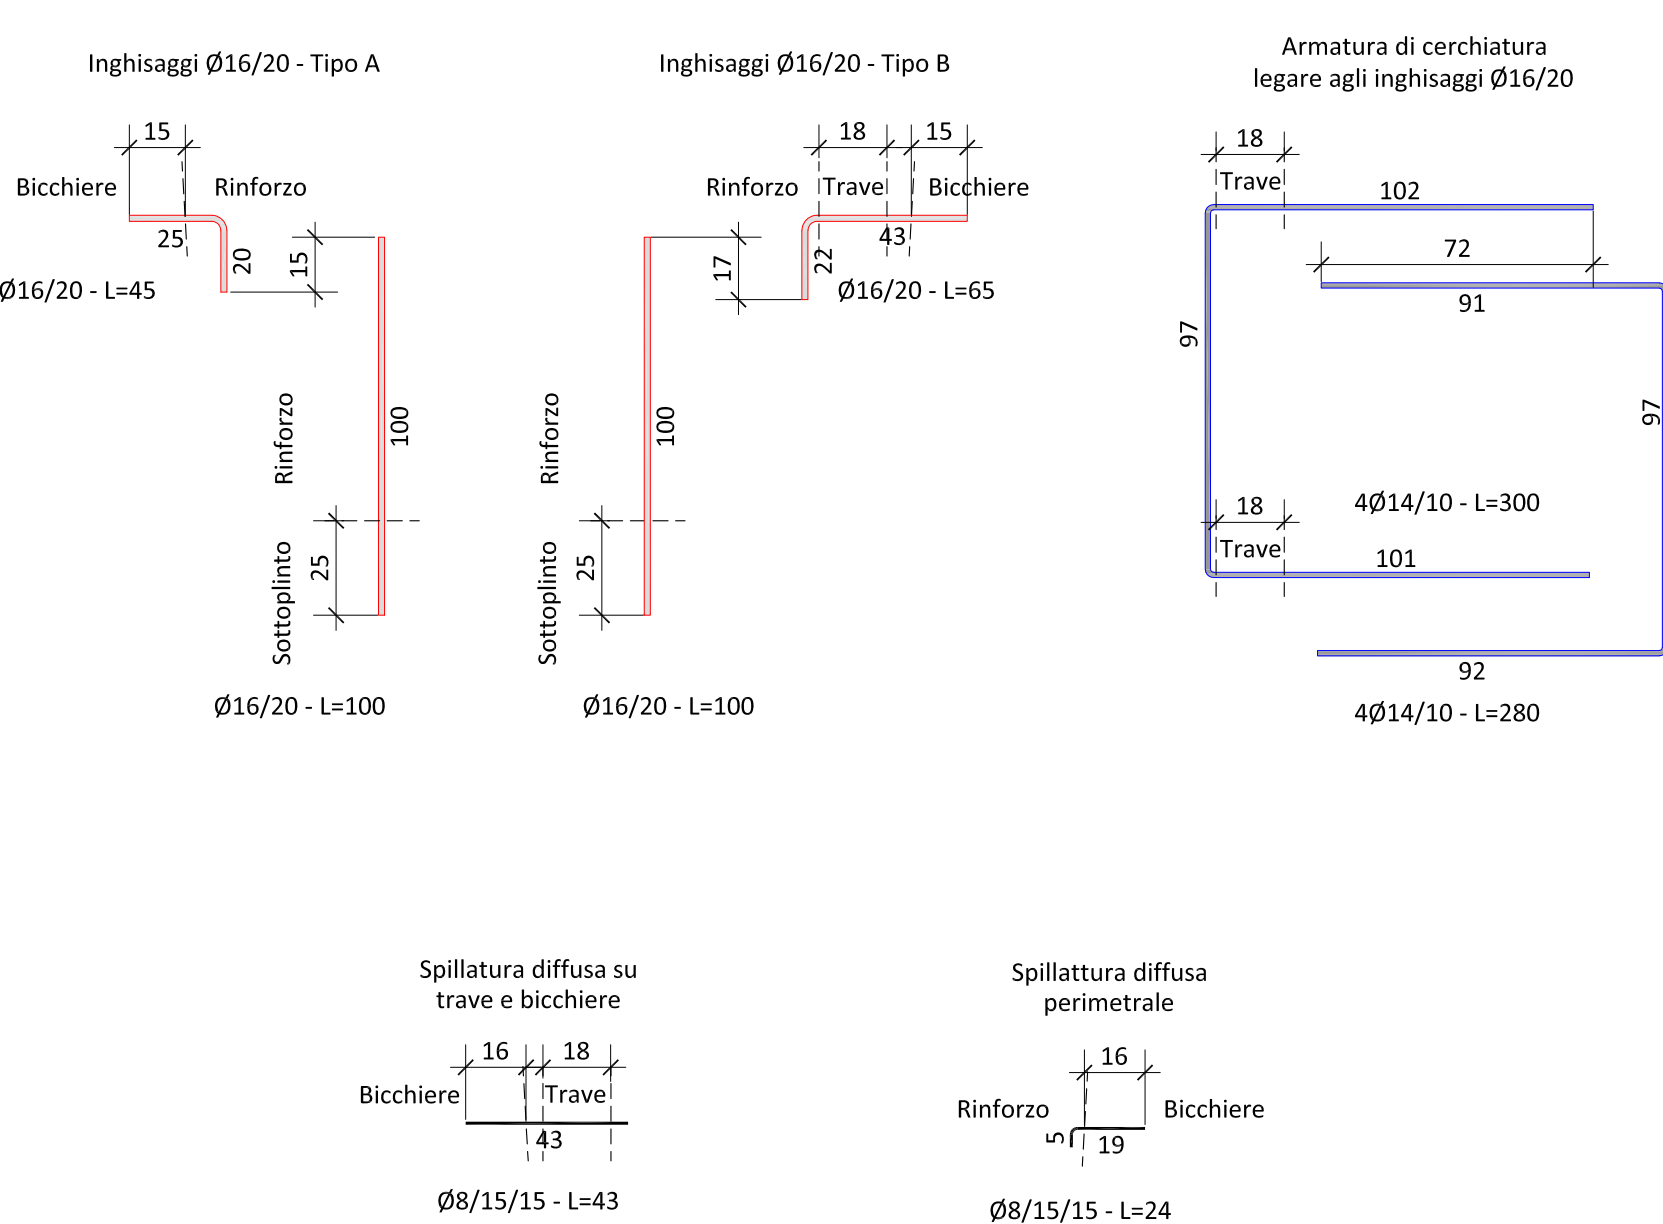 Inghisaggi Ø16/20 - Tipo A
15
Bicchiere
Rinforzo
25
20
15
Ø16/20 - L=45
Rinforzo
100
25
Sottoplinto
Ø16/20 - L=100
Inghisaggi Ø16/20 - Tipo B
18
15
Rinforzo
Trave
Bicchiere
43
22
17
Ø16/20 - L=65
Rinforzo
100
25
Sottoplinto
Ø16/20 - L=100
Armatura di cerchiatura
legare agli inghisaggi Ø16/20
18
Trave
102
72
91
97
97
4Ø14/10 - L=300
18
Trave
101
92
4Ø14/10 - L=280
Spillatura diffusa su
trave e bicchiere
16
18
Bicchiere
Trave
43
Ø8/15/15 - L=43
Spillattura diffusa
perimetrale
16
Rinforzo
Bicchiere
5
19
Ø8/15/15 - L=24